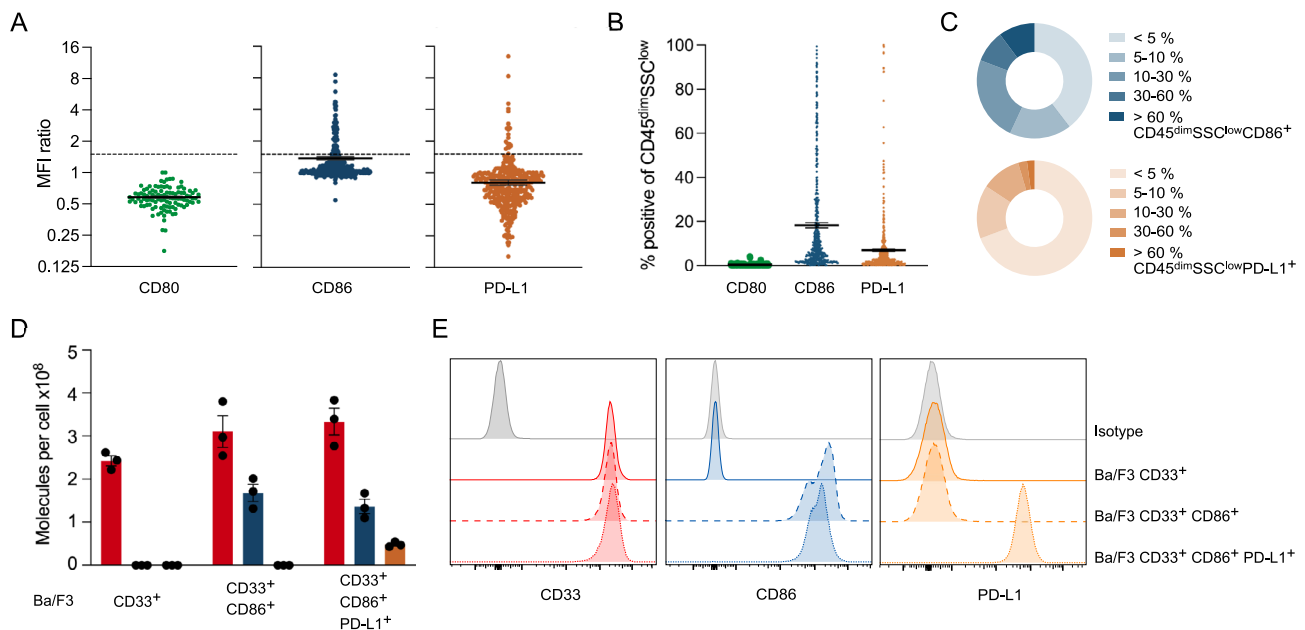 A
MFI ratio
16
8
4
2
1
0.5
0.25
0.125
CD80
CD86
PD-L1
B
% positive of CD45dimSSClow
100
80
60
40
20
0
CD80
CD86
PD-L1
C
< 5 %
5-10 %
10-30 %
30-60 %
> 60 %
CD45dimSSClowCD86+
< 5 %
5-10 %
10-30 %
30-60 %
> 60 %
CD45dimSSClowPD-L1+
D
Molecules per cell x10⁸
5
4
3
2
1
0
Ba/F3
CD33+
CD33+
CD86+
CD33+
CD86+
PD-L1+
E
Isotype
Ba/F3 CD33+
Ba/F3 CD33+ CD86+
Ba/F3 CD33+ CD86+ PD-L1+
CD33
CD86
PD-L1